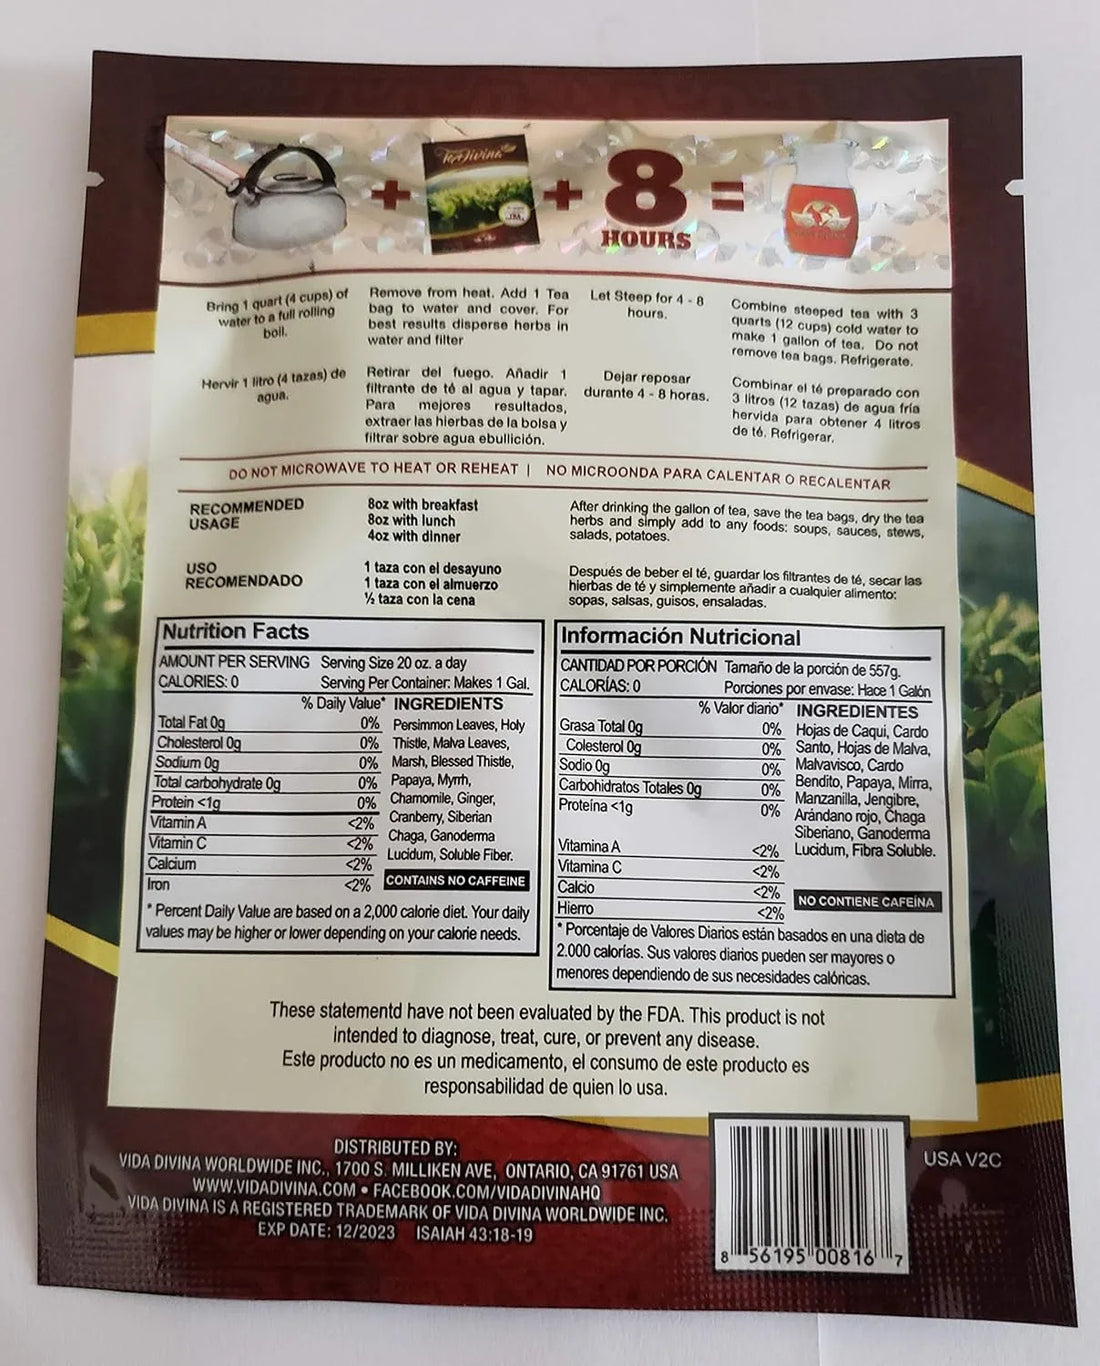 TeDivina
+ + 8 =
HOURS
Bring 1 quart (4 cups) of
water to a full rolling
boil.
Remove from heat. Add 1 Tea
bag to water and cover. For
best results disperse herbs in
water and filter
Let Steep for 4 - 8
hours.
Combine steeped tea with 3
quarts (12 cups) cold water to
make 1 gallon of tea. Do not
remove tea bags. Refrigerate.
Hervir 1 litro (4 tazas) de
agua.
Retirar del fuego. Añadir 1
filtrante de té al agua y tapar.
Para mejores resultados,
extraer las hierbas de la bolsa y
filtrar sobre agua ebullición.
Dejar reposar
durante 4 - 8 horas.
Combinar el té preparado con
3 litros (12 tazas) de agua fría
hervida para obtener 4 litros
de té. Refrigerar.
DO NOT MICROWAVE TO HEAT OR REHEAT | NO MICROONDA PARA CALENTAR O RECALENTAR
RECOMMENDED
USAGE
8oz with breakfast
8oz with lunch
4oz with dinner
After drinking the gallon of tea, save the tea bags, dry the tea
herbs and simply add to any foods: soups, sauces, stews,
salads, potatoes.
USO
RECOMENDADO
1 taza con el desayuno
1 taza con el almuerzo
½ taza con la cena
Después de beber el té, guardar los filtrantes de té, secar las
hierbas de té y simplemente añadir a cualquier alimento:
sopas, salsas, guisos, ensaladas.
Nutrition Facts
AMOUNT PER SERVING Serving Size 20 oz. a day
CALORIES: 0 Serving Per Container: Makes 1 Gal.
% Daily Value*
Total Fat 0g 0%
Cholesterol 0g 0%
Sodium 0g 0%
Total carbohydrate 0g 0%
Protein <1g 0%
Vitamin A <2%
Vitamin C <2%
Calcium <2%
Iron <2%
INGREDIENTS
Persimmon Leaves, Holy
Thistle, Malva Leaves,
Marsh, Blessed Thistle,
Papaya, Myrrh,
Chamomile, Ginger,
Cranberry, Siberian
Chaga, Ganoderma
Lucidum, Soluble Fiber.
CONTAINS NO CAFFEINE
* Percent Daily Value are based on a 2,000 calorie diet. Your daily
values may be higher or lower depending on your calorie needs.
Información Nutricional
CANTIDAD POR PORCIÓN Tamaño de la porción de 557g.
CALORÍAS: 0 Porciones por envase: Hace 1 Galón
% Valor diario*
Grasa Total 0g 0%
Colesterol 0g 0%
Sodio 0g 0%
Carbohidratos Totales 0g 0%
Proteína <1g 0%
Vitamina A <2%
Vitamina C <2%
Calcio <2%
Hierro <2%
INGREDIENTES
Hojas de Caqui, Cardo
Santo, Hojas de Malva,
Malvavisco, Cardo
Bendito, Papaya, Mirra,
Manzanilla, Jengibre,
Arándano rojo, Chaga
Siberiano, Ganoderma
Lucidum, Fibra Soluble.
NO CONTIENE CAFEÍNA
* Porcentaje de Valores Diarios están basados en una dieta de
2.000 calorías. Sus valores diarios pueden ser mayores o
menores dependiendo de sus necesidades calóricas.
These statementd have not been evaluated by the FDA. This product is not
intended to diagnose, treat, cure, or prevent any disease.
Este producto no es un medicamento, el consumo de este producto es
responsabilidad de quien lo usa.
DISTRIBUTED BY:
VIDA DIVINA WORLDWIDE INC., 1700 S. MILLIKEN AVE, ONTARIO, CA 91761 USA
WWW.VIDADIVINA.COM • FACEBOOK.COM/VIDADIVINAHQ
VIDA DIVINA IS A REGISTERED TRADEMARK OF VIDA DIVINA WORLDWIDE INC.
EXP DATE: 12/2023 ISAIAH 43:18-19
8 56195 00816 7
USA V2C